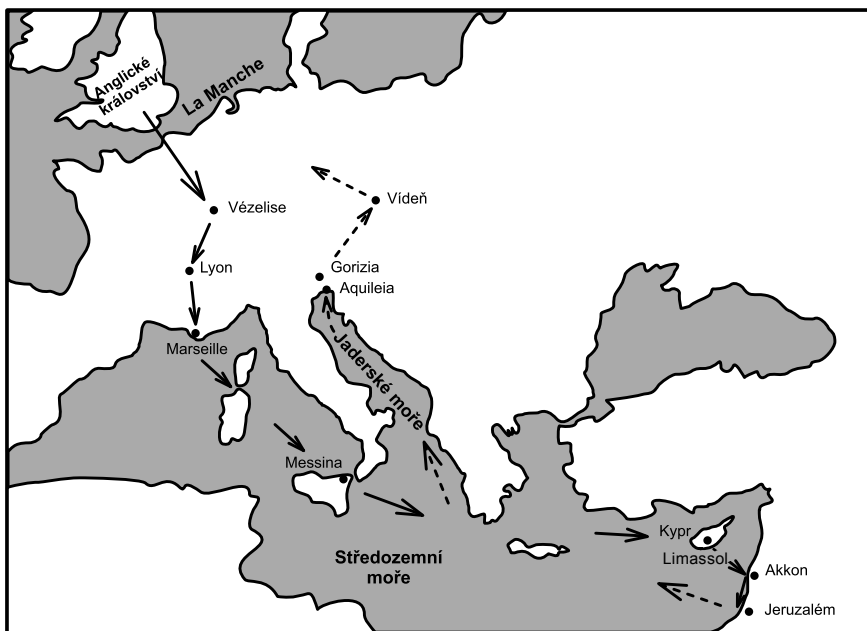 Anglické
království
La Manche
Vézelise
Vídeň
Lyon
Gorizia
Aquileia
Marseille
Jaderské moře
Messina
Středozemní
moře
Kypr
Limassol
Akkon
Jeruzalém